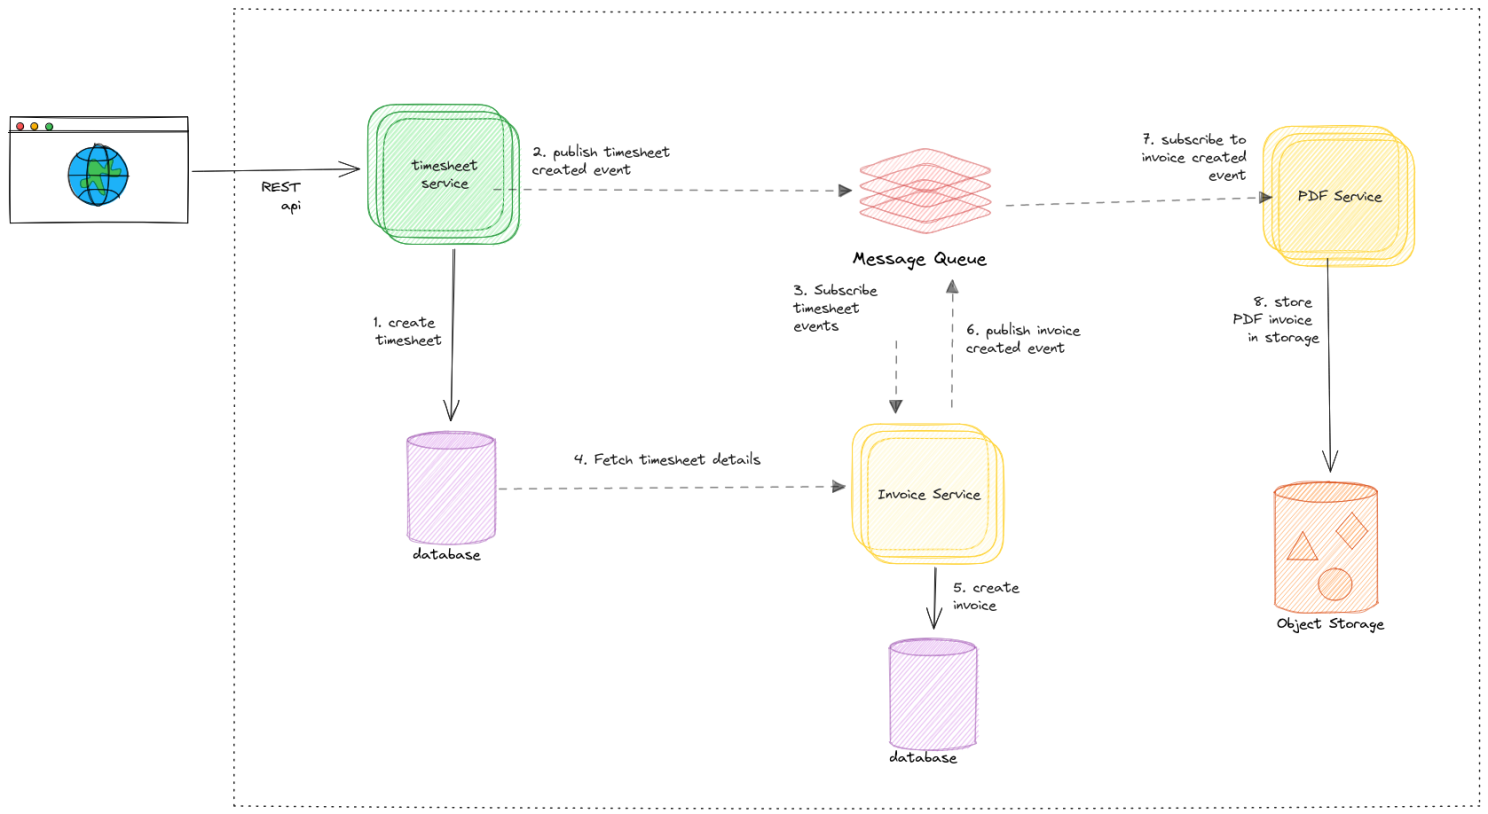 REST
api
timesheet
service
2. publish timesheet
created event
1. create
timesheet
database
Message Queue
3. Subscribe
timesheet
events
6. publish invoice
created event
4. Fetch timesheet details
Invoice Service
5. create
invoice
database
7. subscribe to
invoice created
event
PDF Service
8. store
PDF invoice
in storage
Object Storage